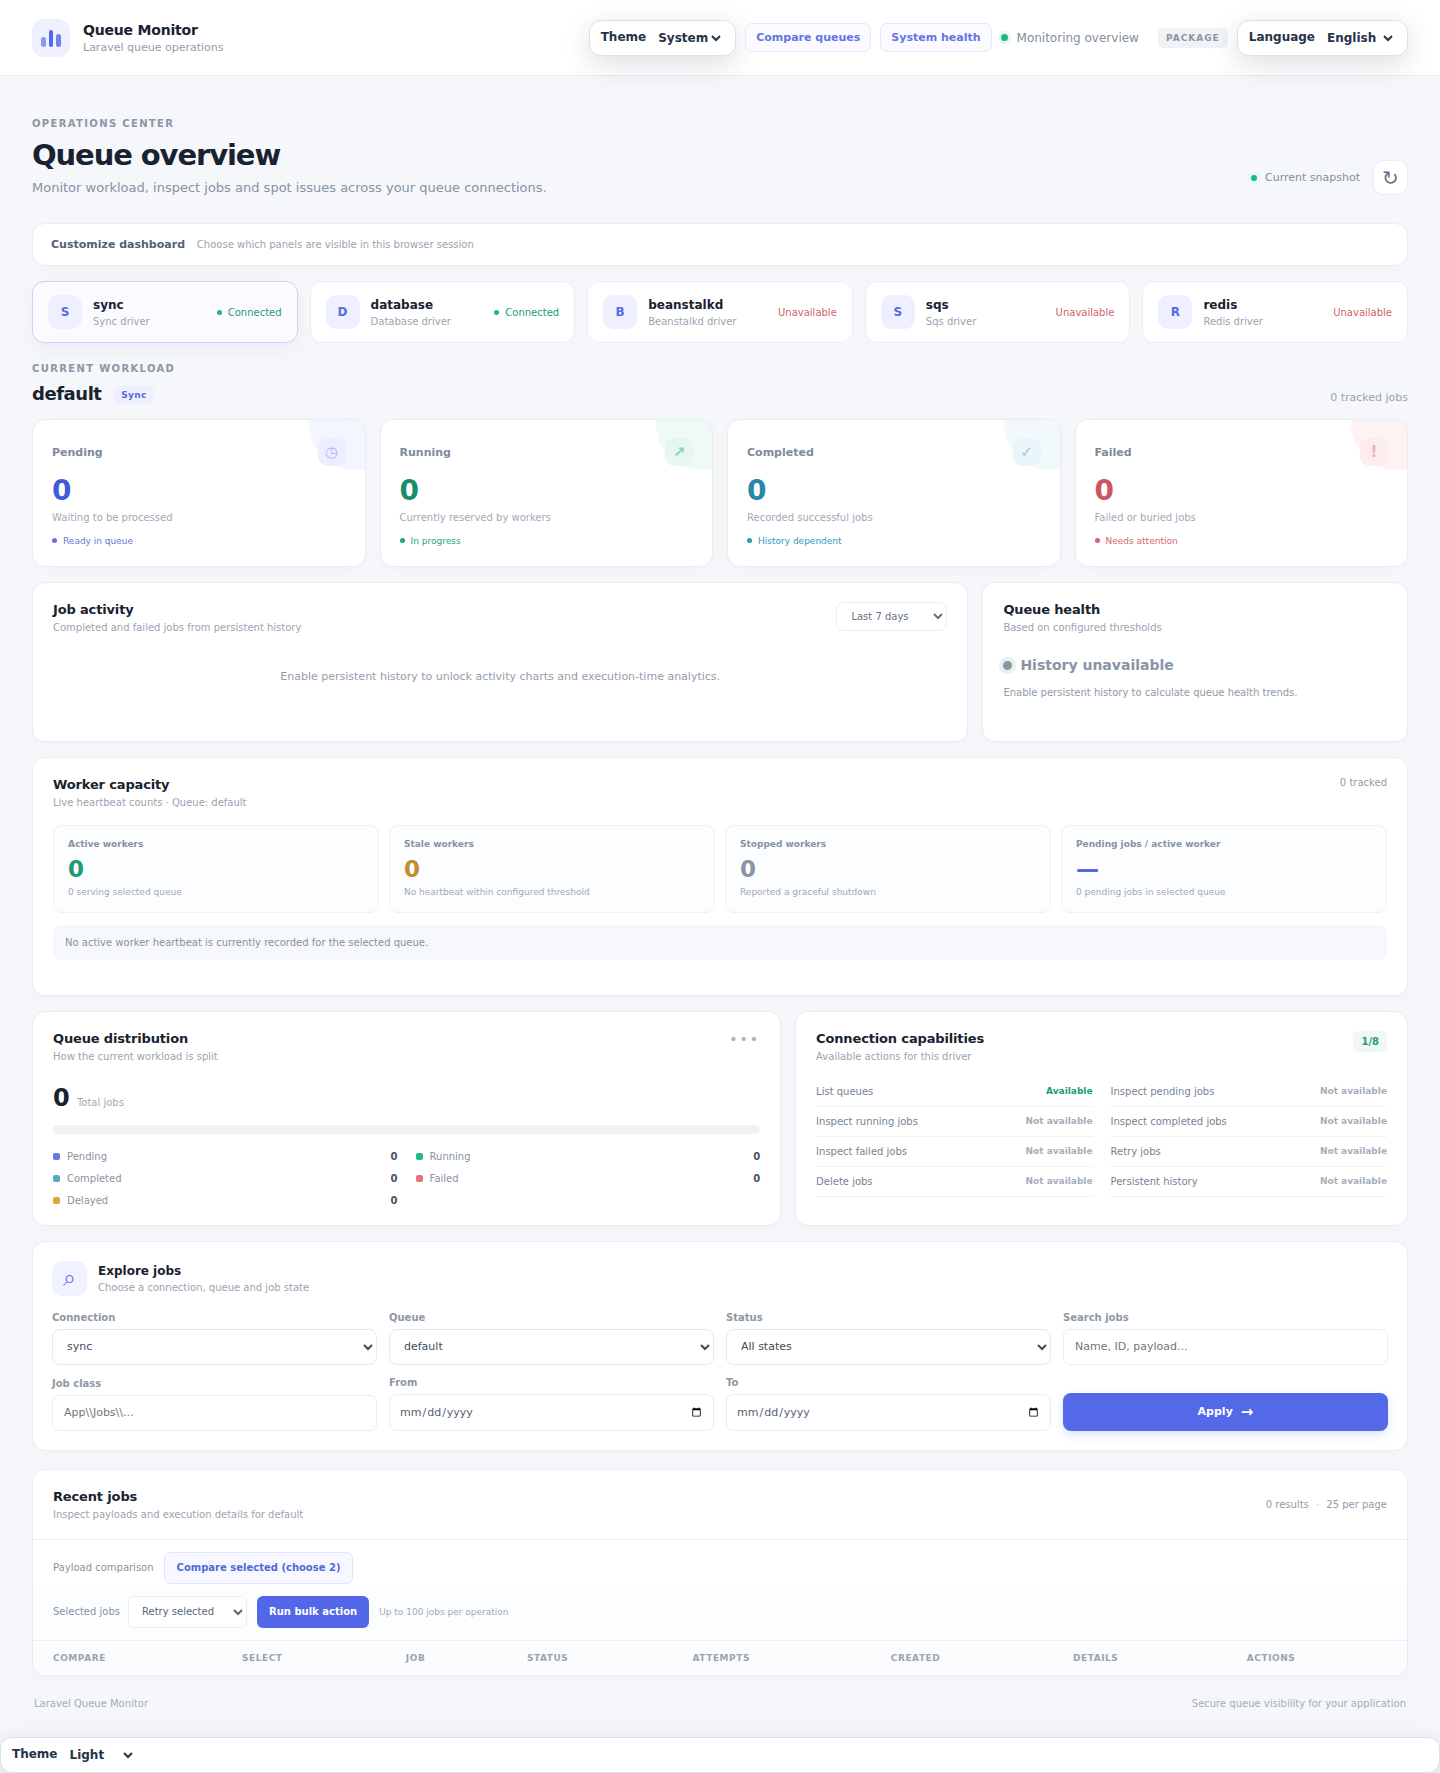 Queue Monitor
Laravel queue operations
Theme System
Compare queues
System health
Monitoring overview
PACKAGE
Language English
OPERATIONS CENTER
Queue overview
Monitor workload, inspect jobs and spot issues across your queue connections.
Current snapshot
Customize dashboard Choose which panels are visible in this browser session
S sync Sync driver Connected
D database Database driver Connected
B beanstalkd Beanstalkd driver Unavailable
S sqs Sqs driver Unavailable
R redis Redis driver Unavailable
CURRENT WORKLOAD
default Sync
0 tracked jobs
Pending
0
Waiting to be processed
Ready in queue
Running
0
Currently reserved by workers
In progress
Completed
0
Recorded successful jobs
History dependent
Failed
0
Failed or buried jobs
Needs attention
Job activity
Completed and failed jobs from persistent history
Last 7 days
Enable persistent history to unlock activity charts and execution-time analytics.
Queue health
Based on configured thresholds
History unavailable
Enable persistent history to calculate queue health trends.
Worker capacity
Live heartbeat counts · Queue: default
0 tracked
Active workers
0
0 serving selected queue
Stale workers
0
No heartbeat within configured threshold
Stopped workers
0
Reported a graceful shutdown
Pending jobs / active worker
—
0 pending jobs in selected queue
No active worker heartbeat is currently recorded for the selected queue.
Queue distribution
How the current workload is split
0 Total jobs
Pending 0
Running 0
Completed 0
Failed 0
Delayed 0
Connection capabilities
Available actions for this driver
1/8
List queues Available
Inspect pending jobs Not available
Inspect running jobs Not available
Inspect completed jobs Not available
Inspect failed jobs Not available
Retry jobs Not available
Delete jobs Not available
Persistent history Not available
Explore jobs
Choose a connection, queue and job state
Connection
sync
Queue
default
Status
All states
Search jobs
Name, ID, payload...
Job class
App\\Jobs\\...
From
mm/dd/yyyy
To
mm/dd/yyyy
Apply →
Recent jobs
Inspect payloads and execution details for default
0 results · 25 per page
Payload comparison Compare selected (choose 2)
Selected jobs Retry selected Run bulk action Up to 100 jobs per operation
COMPARE SELECT JOB STATUS ATTEMPTS CREATED DETAILS ACTIONS
Laravel Queue Monitor
Secure queue visibility for your application
Theme Light